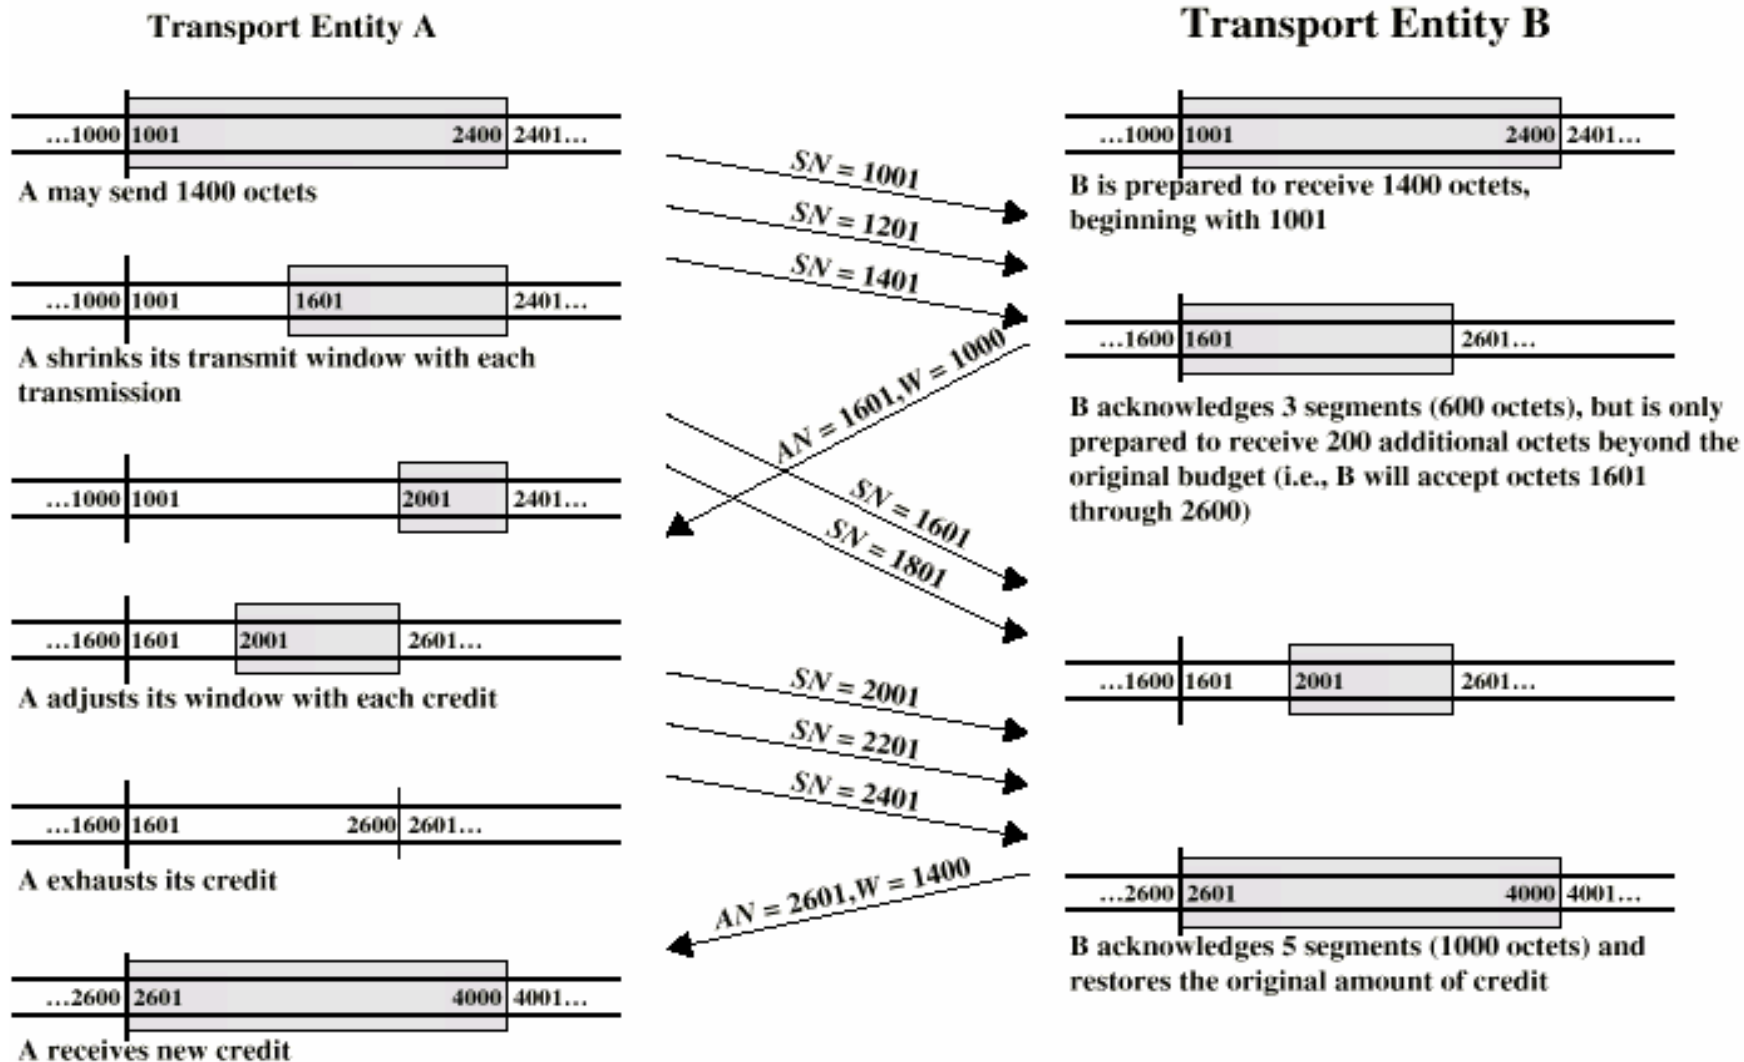 Transport Entity A
…1000 1001 2400 2401…
A may send 1400 octets
…1000 1001 1601 2401…
A shrinks its transmit window with each
transmission
…1000 1001 2001 2401…
…1600 1601 2001 2601…
A adjusts its window with each credit
…1600 1601 2600 2601…
A exhausts its credit
…2600 2601 4000 4001…
A receives new credit
SN = 1001
SN = 1201
SN = 1401
AN = 1601,W = 1000
SN = 1601
SN = 1801
SN = 2001
SN = 2201
SN = 2401
AN = 2601,W = 1400
Transport Entity B
…1000 1001 2400 2401…
B is prepared to receive 1400 octets,
beginning with 1001
…1600 1601 2601…
B acknowledges 3 segments (600 octets), but is only
prepared to receive 200 additional octets beyond the
original budget (i.e., B will accept octets 1601
through 2600)
…1600 1601 2001 2601…
…2600 2601 4000 4001…
B acknowledges 5 segments (1000 octets) and
restores the original amount of credit